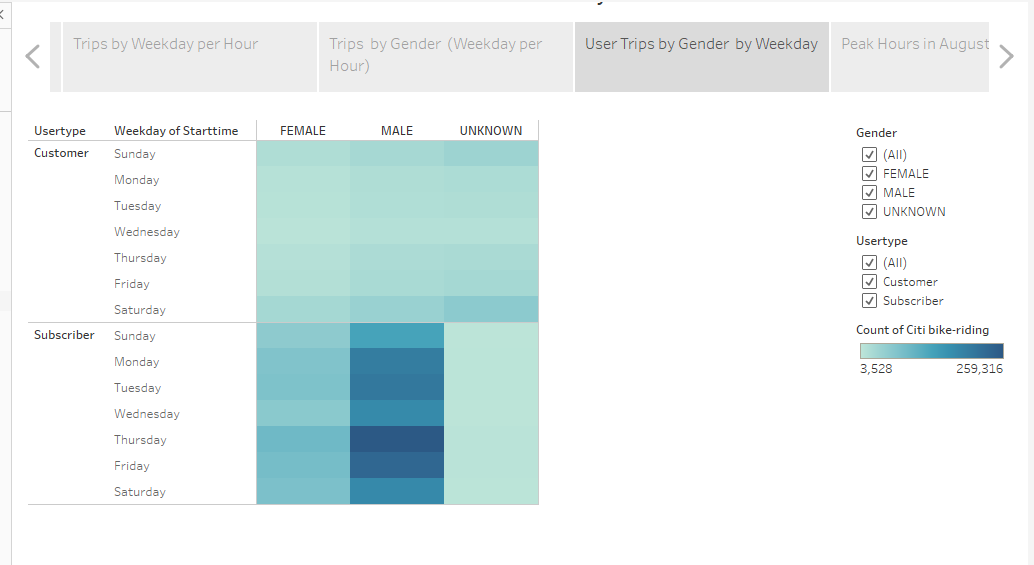 Trips by Weekday per Hour
Trips by Gender (Weekday per
Hour)
User Trips by Gender by Weekday
Peak Hours in August
Usertype Weekday of Starttime FEMALE MALE UNKNOWN
Customer Sunday
Monday
Tuesday
Wednesday
Thursday
Friday
Saturday
Subscriber Sunday
Monday
Tuesday
Wednesday
Thursday
Friday
Saturday
Gender
(All)
FEMALE
MALE
UNKNOWN
Usertype
(All)
Customer
Subscriber
Count of Citi bike-riding
3,528 259,316